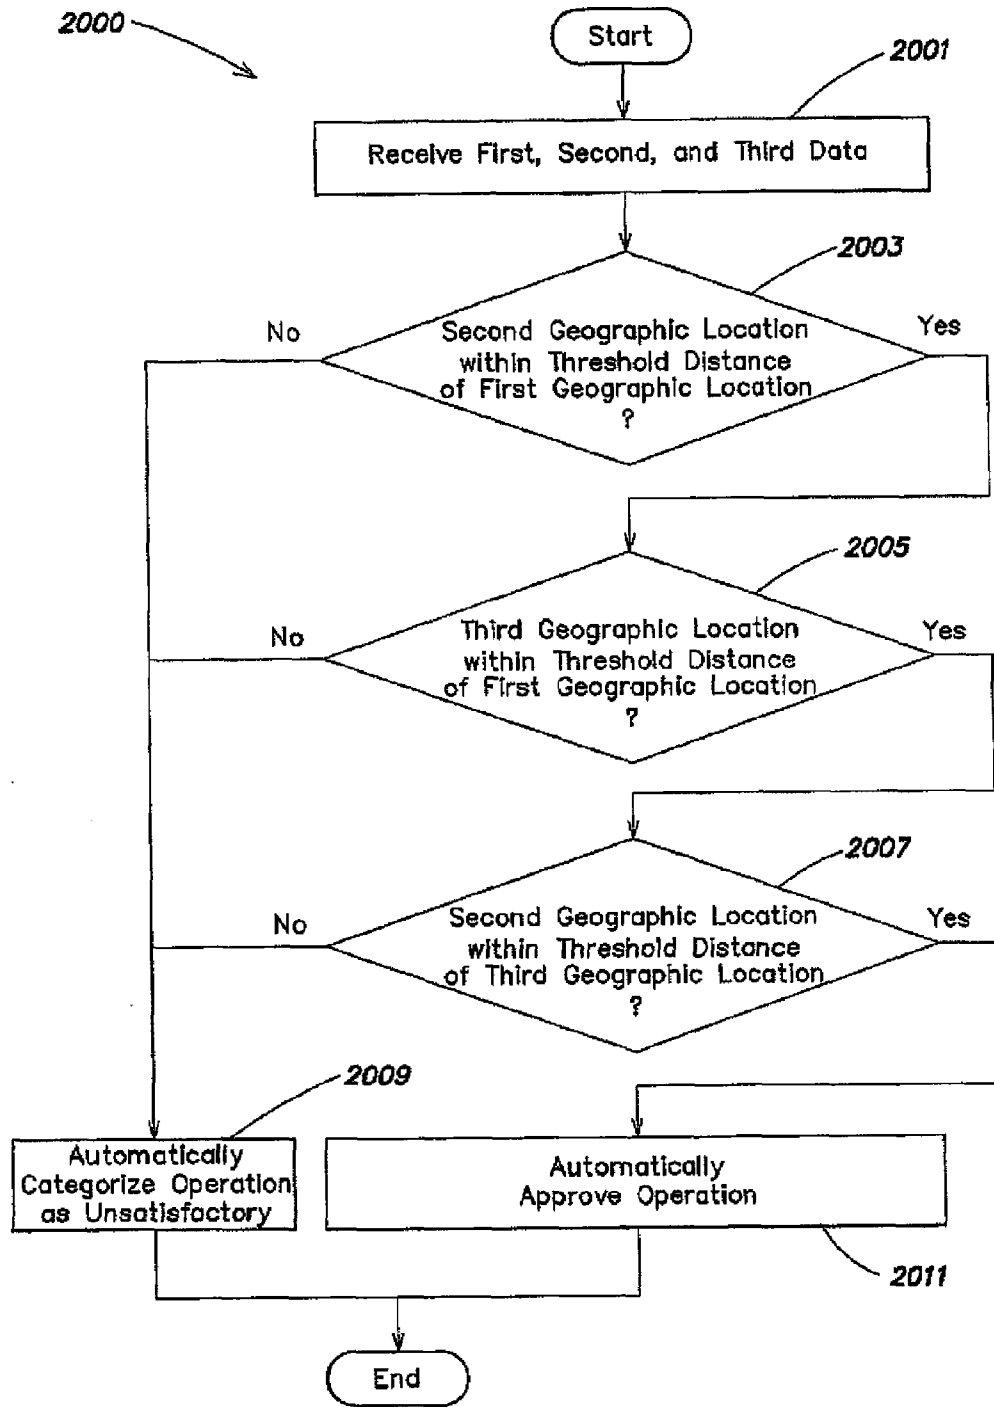 2000
Start
2001
Receive First, Second, and Third Data
2003
No
Yes
Second Geographic Location
within Threshold Distance
of First Geographic Location
?
2005
No
Yes
Third Geographic Location
within Threshold Distance
of First Geographic Location
?
2007
No
Yes
Second Geographic Location
within Threshold Distance
of Third Geographic Location
?
2009
Automatically
Categorize Operation
as Unsatisfactory
Automatically
Approve Operation
2011
End